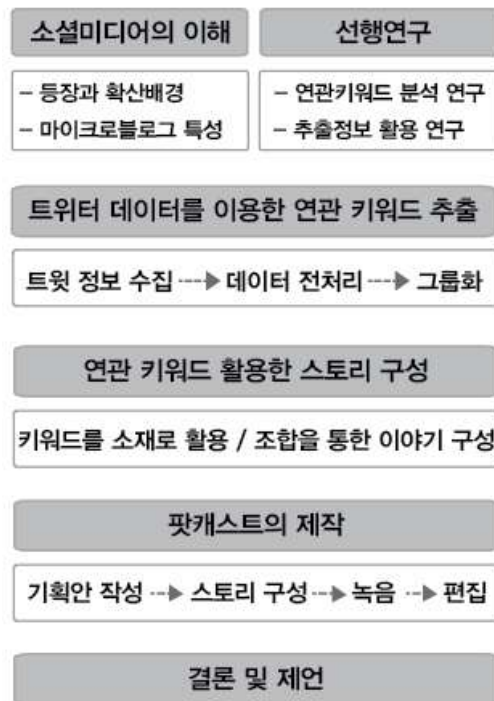 소셜미디어의 이해
– 등장과 확산배경
– 마이크로블로그 특성
선행연구
– 연관키워드 분석 연구
– 추출정보 활용 연구
트위터 데이터를 이용한 연관 키워드 추출
트윗 정보 수집 ---▶ 데이터 전처리 ---▶ 그룹화
연관 키워드 활용한 스토리 구성
키워드를 소재로 활용 / 조합을 통한 이야기 구성
팟캐스트의 제작
기획안 작성 ---▶ 스토리 구성 ---▶ 녹음 ---▶ 편집
결론 및 제언